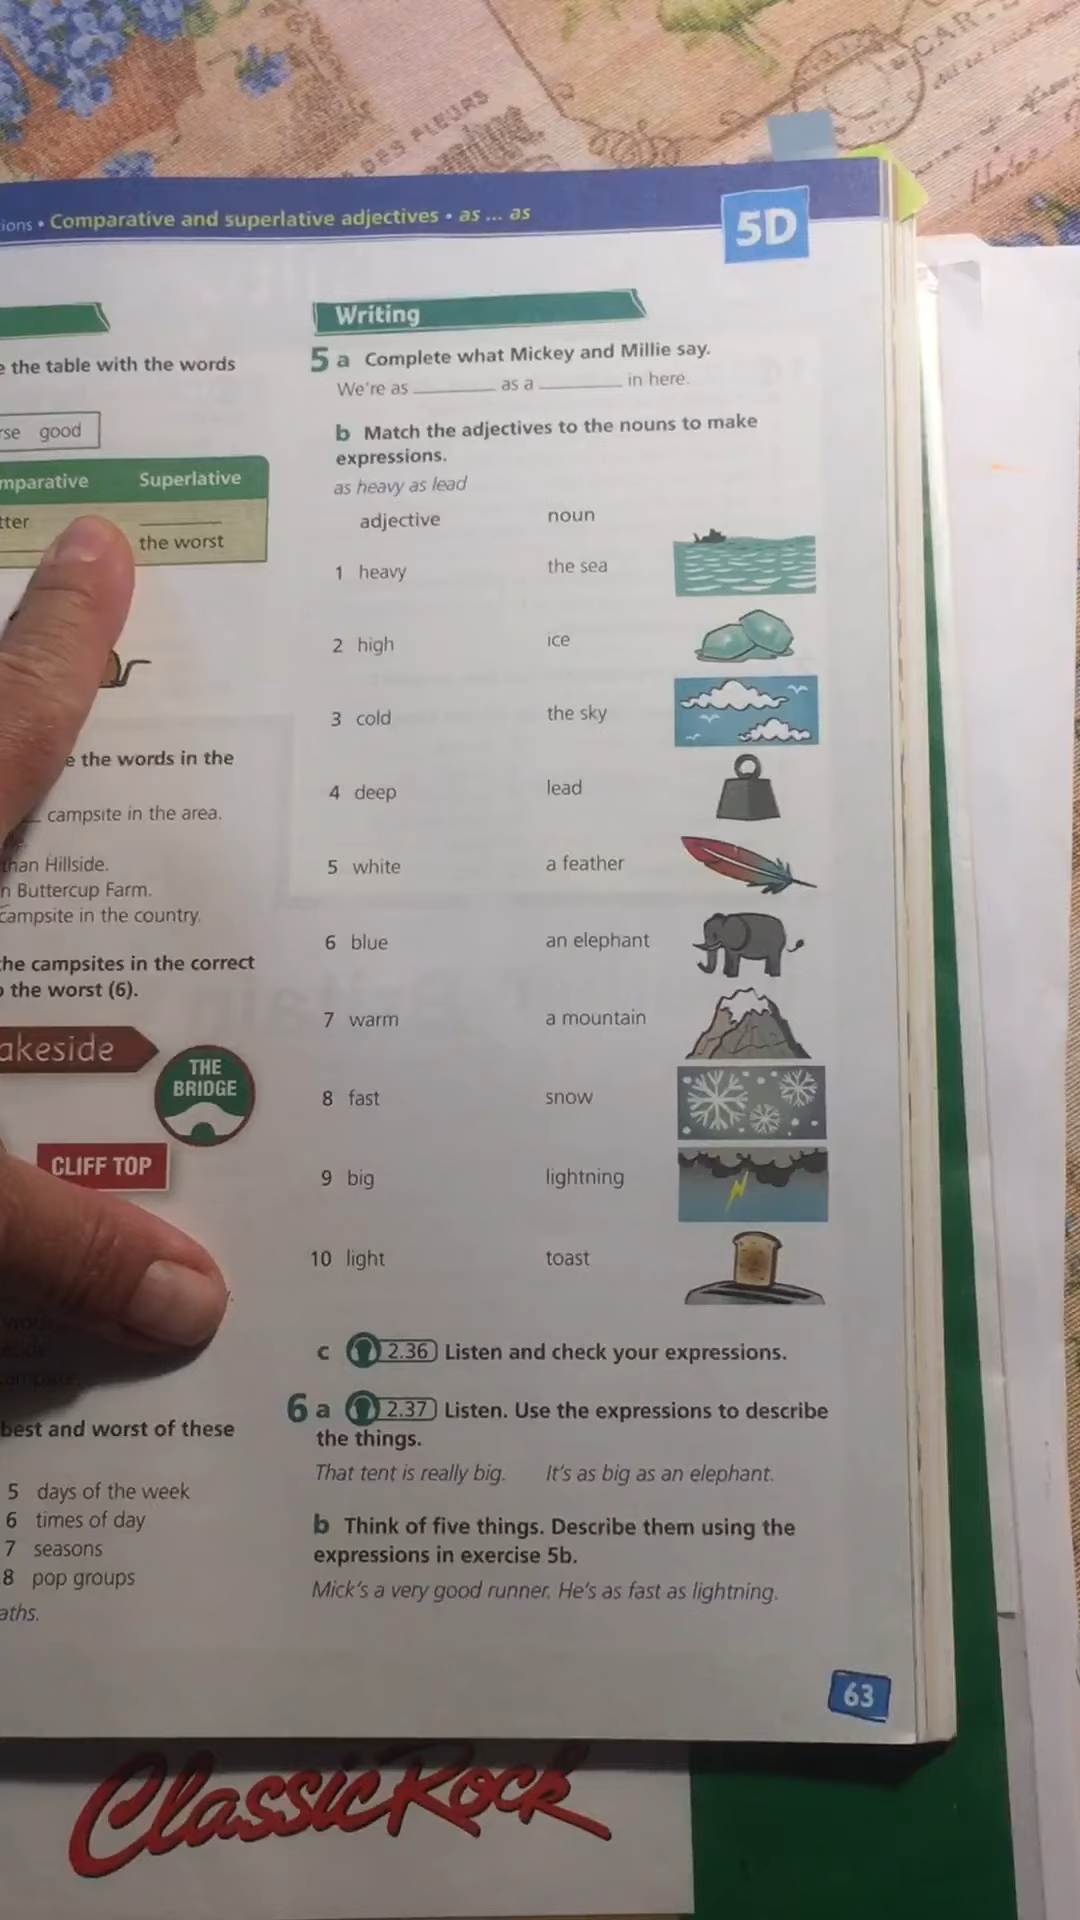 DES FLEURS
CAR
ions • Comparative and superlative adjectives • as ... as
5D
e the table with the words
rse good
mparative Superlative
tter
the worst
e the words in the
campsite in the area.
than Hillside.
n Buttercup Farm.
campsite in the country.
he campsites in the correct
o the worst (6).
akeside
THE
BRIDGE
CLIFF TOP
best and worst of these
5 days of the week
6 times of day
7 seasons
8 pop groups
aths.
Writing
5 a Complete what Mickey and Millie say.
We're as ________ as a ________ in here.
b Match the adjectives to the nouns to make
expressions.
as heavy as lead
adjective noun
1 heavy the sea
2 high ice
3 cold the sky
4 deep lead
5 white a feather
6 blue an elephant
7 warm a mountain
8 fast snow
9 big lightning
10 light toast
c 2.36 Listen and check your expressions.
6 a 2.37 Listen. Use the expressions to describe
the things.
That tent is really big. It's as big as an elephant.
b Think of five things. Describe them using the
expressions in exercise 5b.
Mick's a very good runner. He's as fast as lightning.
63
ClassicRock